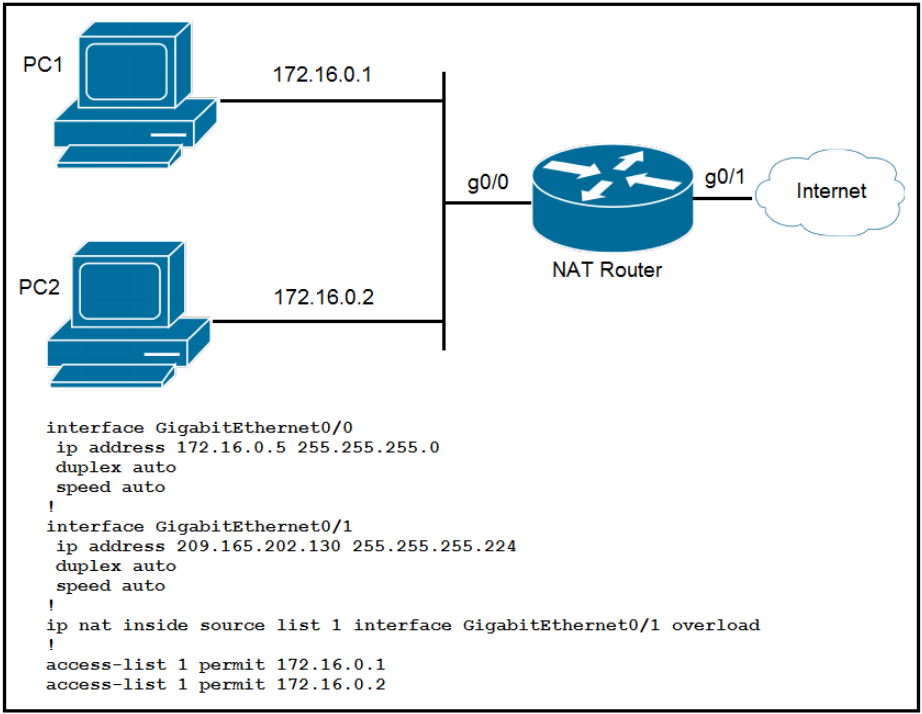 PC1
172.16.0.1
g0/0
g0/1
Internet
NAT Router
PC2
172.16.0.2
interface GigabitEthernet0/0
 ip address 172.16.0.5 255.255.255.0
 duplex auto
 speed auto
!
interface GigabitEthernet0/1
 ip address 209.165.202.130 255.255.255.224
 duplex auto
 speed auto
!
ip nat inside source list 1 interface GigabitEthernet0/1 overload
!
access-list 1 permit 172.16.0.1
access-list 1 permit 172.16.0.2